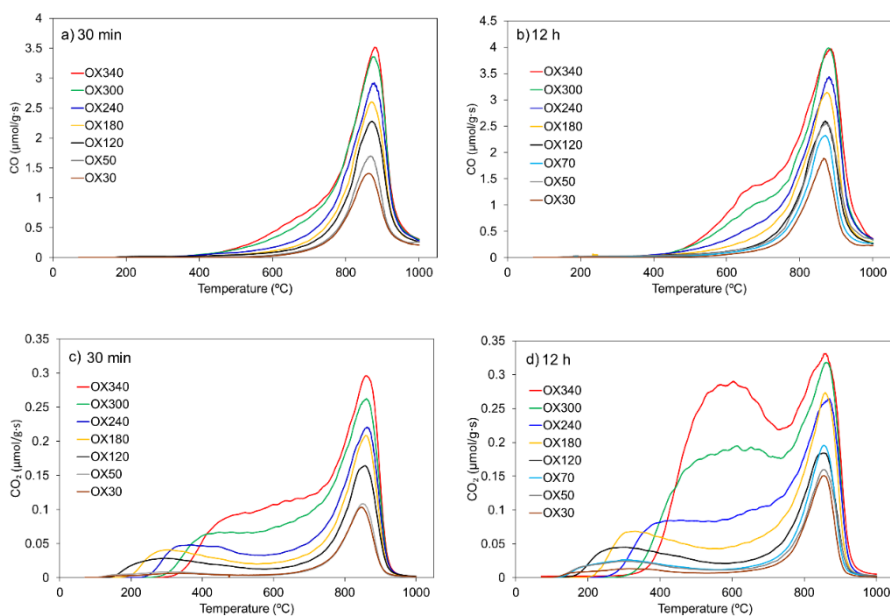 a) 30 min
4
3.5
3
2.5
2
1.5
1
0.5
0
CO (µmol/g·s)
OX340
OX300
OX240
OX180
OX120
OX50
OX30
0 200 400 600 800 1000
Temperature (ºC)
b) 12 h
4.5
4
3.5
3
2.5
2
1.5
1
0.5
0
CO (µmol/g·s)
OX340
OX300
OX240
OX180
OX120
OX70
OX50
OX30
0 200 400 600 800 1000
Temperature (ºC)
c) 30 min
0.35
0.3
0.25
0.2
0.15
0.1
0.05
0
CO₂ (µmol/g·s)
OX340
OX300
OX240
OX180
OX120
OX50
OX30
0 200 400 600 800 1000
Temperature (ºC)
d) 12 h
0.35
0.3
0.25
0.2
0.15
0.1
0.05
0
CO₂ (µmol/g·s)
OX340
OX300
OX240
OX180
OX120
OX70
OX50
OX30
0 200 400 600 800 1000
Temperature (ºC)